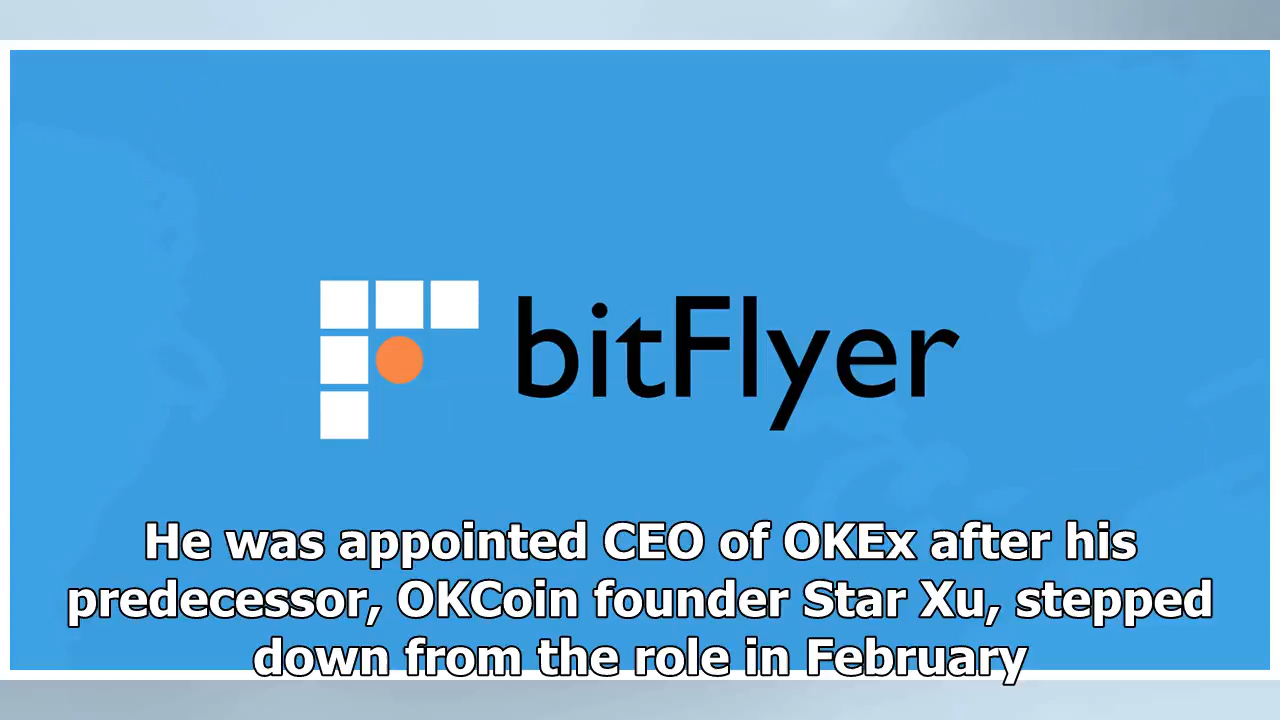 bitFlyer
He was appointed CEO of OKEx after his
predecessor, OKCoin founder Star Xu, stepped
down from the role in February